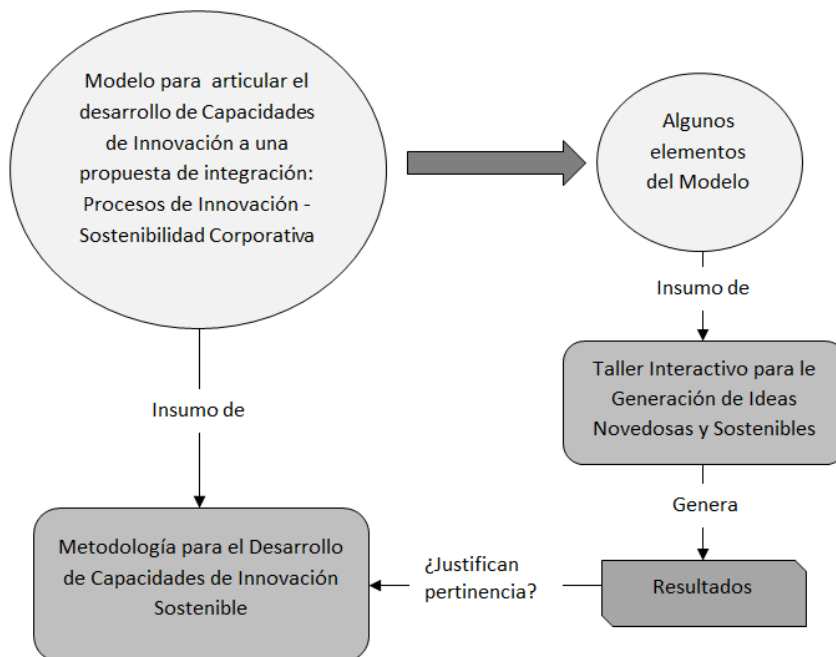 Modelo para articular el
desarrollo de Capacidades
de Innovación a una
propuesta de integración:
Procesos de Innovación -
Sostenibilidad Corporativa
Algunos
elementos
del Modelo
Insumo de
Taller Interactivo para le
Generación de Ideas
Novedosas y Sostenibles
Insumo de
Genera
Metodología para el Desarrollo
de Capacidades de Innovación
Sostenible
¿Justifican
pertinencia?
Resultados